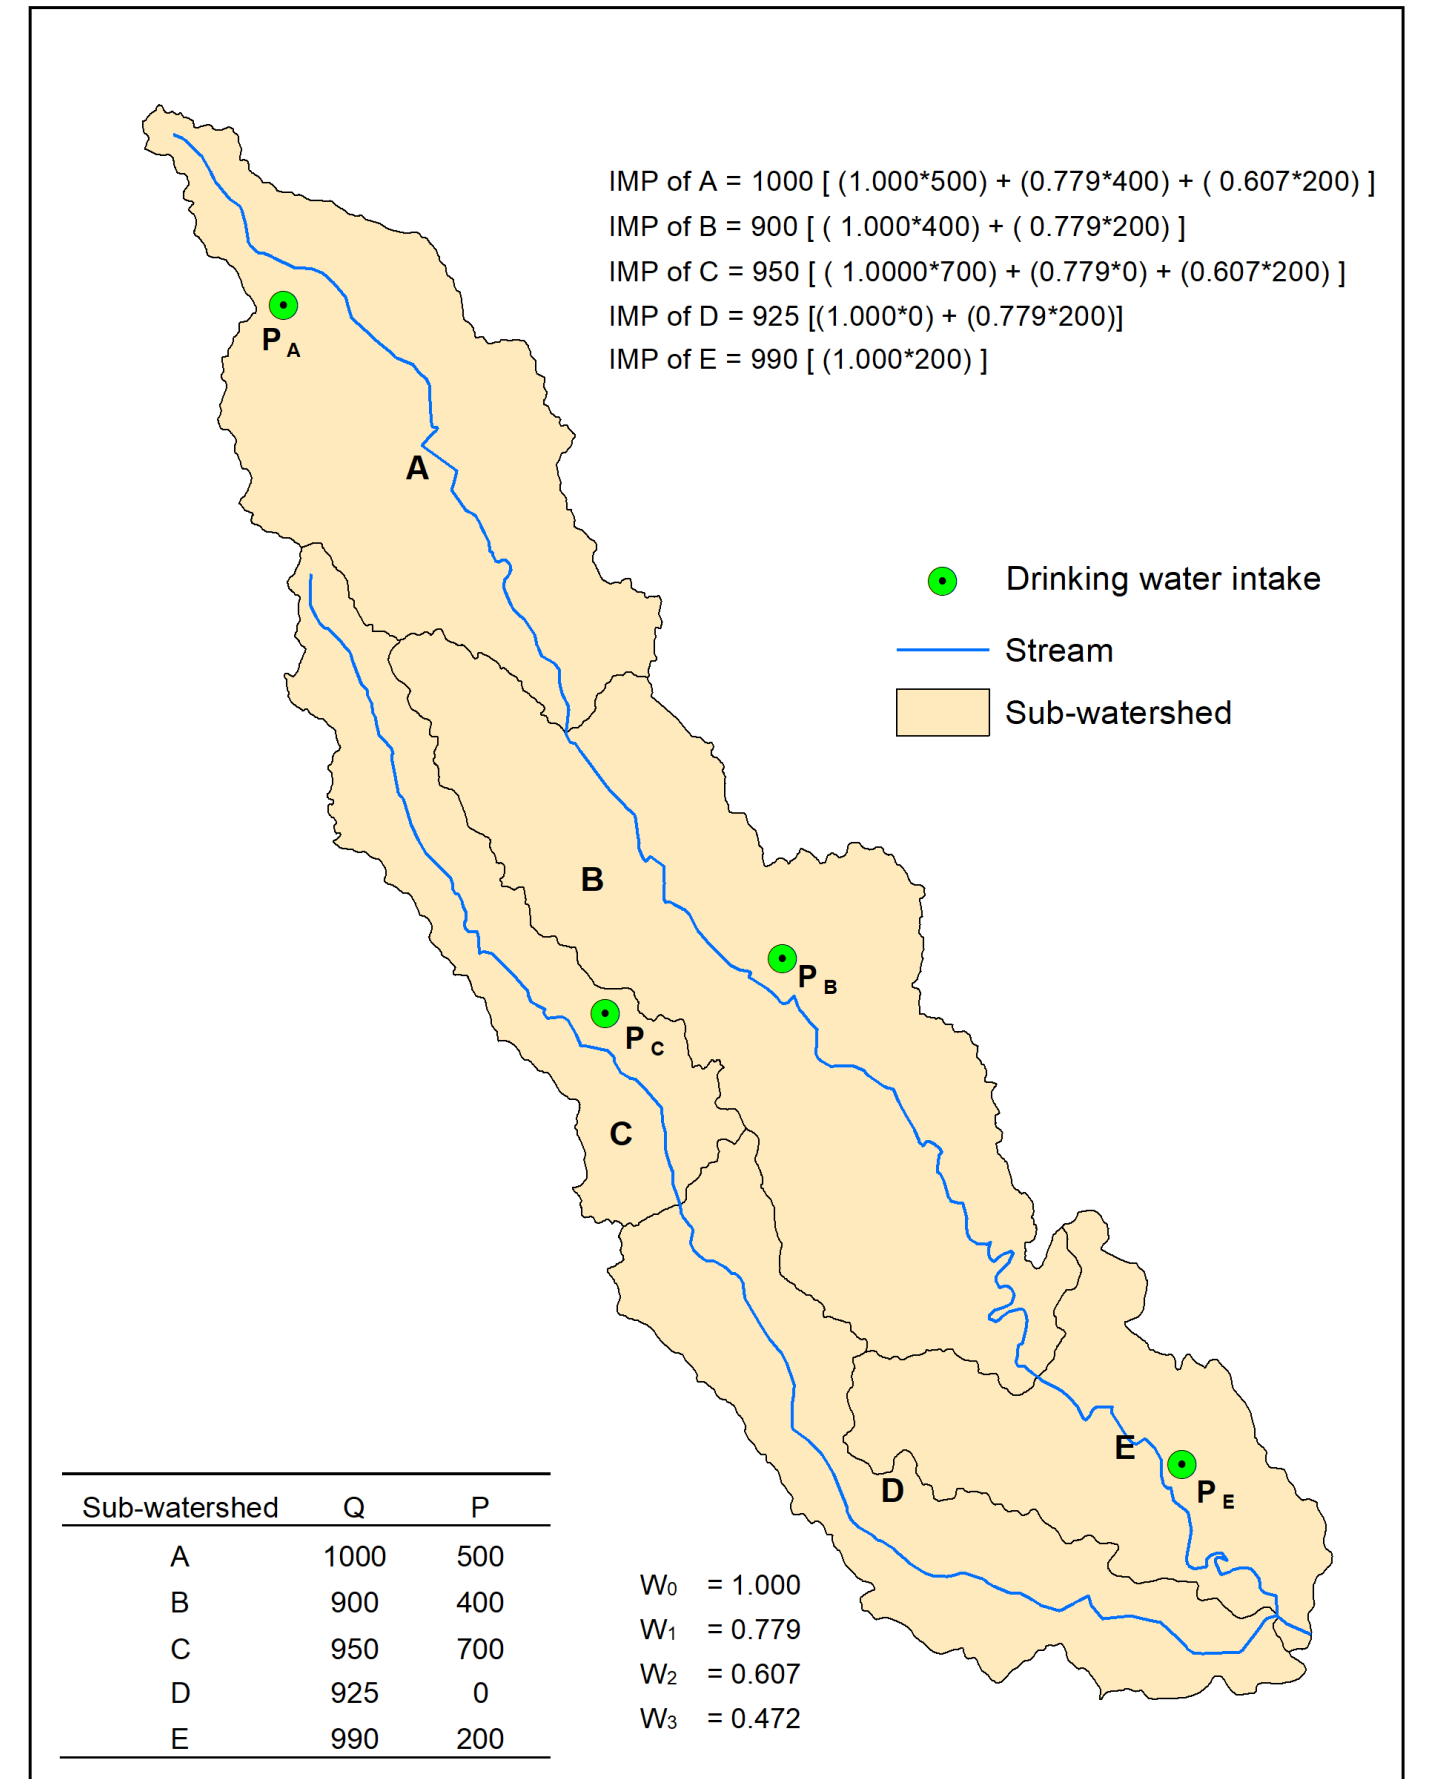 IMP of A = 1000 [ (1.000*500) + (0.779*400) + ( 0.607*200) ]
IMP of B = 900 [ ( 1.000*400) + ( 0.779*200) ]
IMP of C = 950 [ ( 1.0000*700) + (0.779*0) + (0.607*200) ]
IMP of D = 925 [(1.000*0) + (0.779*200)]
IMP of E = 990 [ (1.000*200) ]
P A
A
Drinking water intake
Stream
Sub-watershed
B
P B
P C
C
E
P E
D
Sub-watershed Q P
A 1000 500
B 900 400
C 950 700
D 925 0
E 990 200
W0 = 1.000
W1 = 0.779
W2 = 0.607
W3 = 0.472